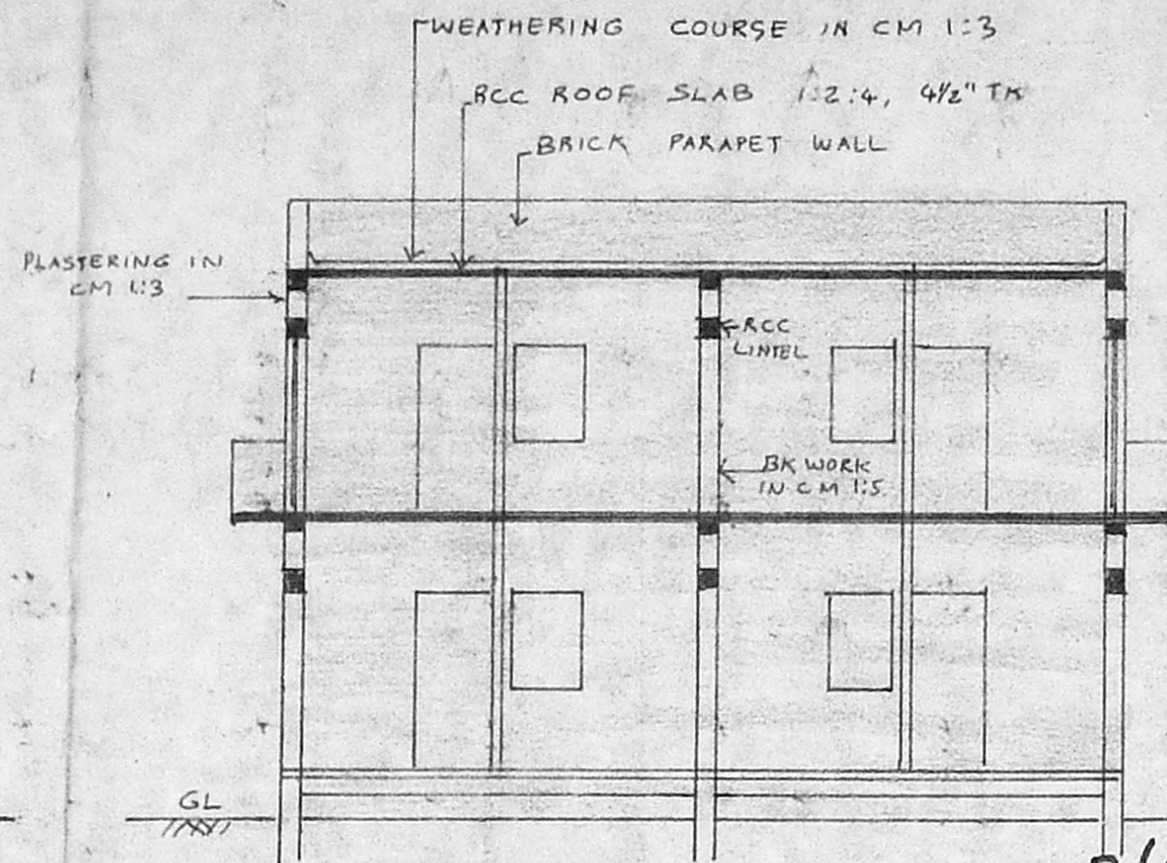 WEATHERING COURSE IN CM 1:3
RCC ROOF SLAB 1:2:4, 4½" TK
BRICK PARAPET WALL
PLASTERING IN
CM 1:3
RCC
LINTEL
BK WORK
IN CM 1:5
GL